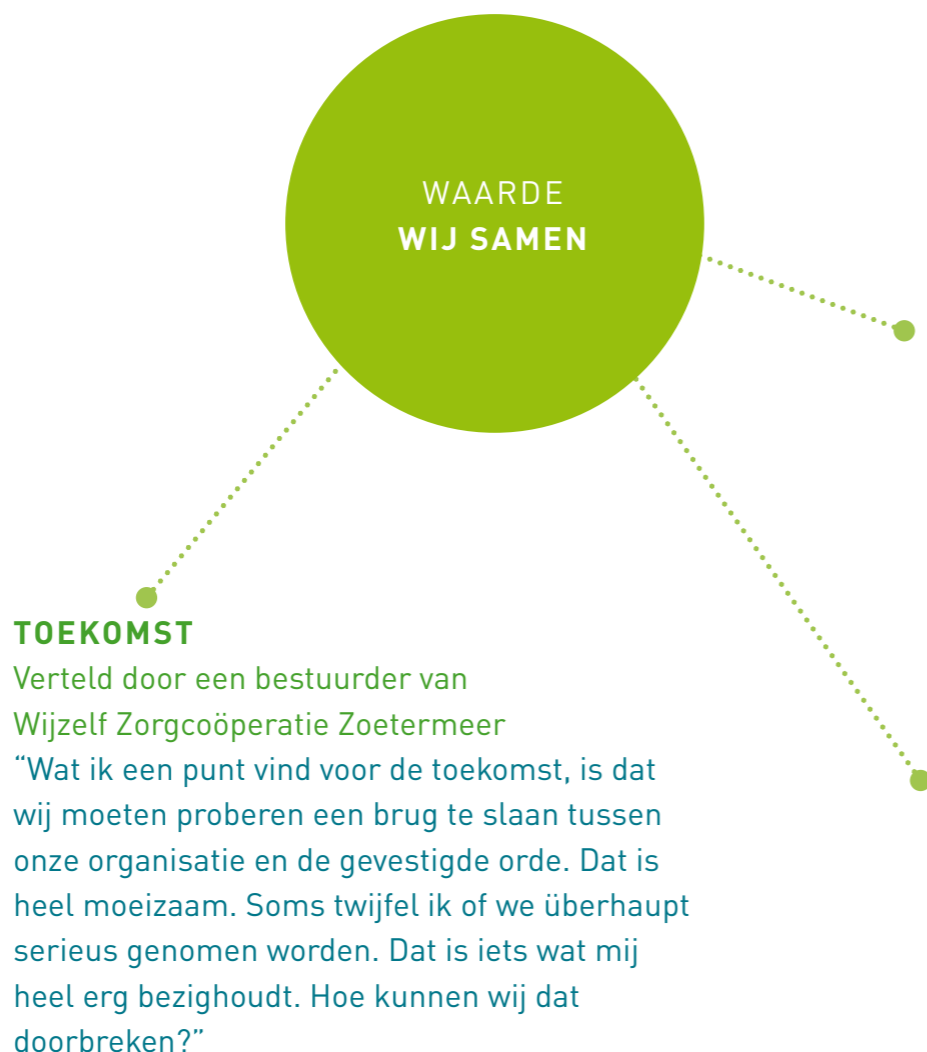 WAARDE
WIJ SAMEN
TOEKOMST
Verteld door een bestuurder van
Wijzelf Zorgcoöperatie Zoetermeer
“Wat ik een punt vind voor de toekomst, is dat
wij moeten proberen een brug te slaan tussen
onze organisatie en de gevestigde orde. Dat is
heel moeizaam. Soms twijfel ik of we überhaupt
serieus genomen worden. Dat is iets wat mij
heel erg bezighoudt. Hoe kunnen wij dat
doorbreken?”